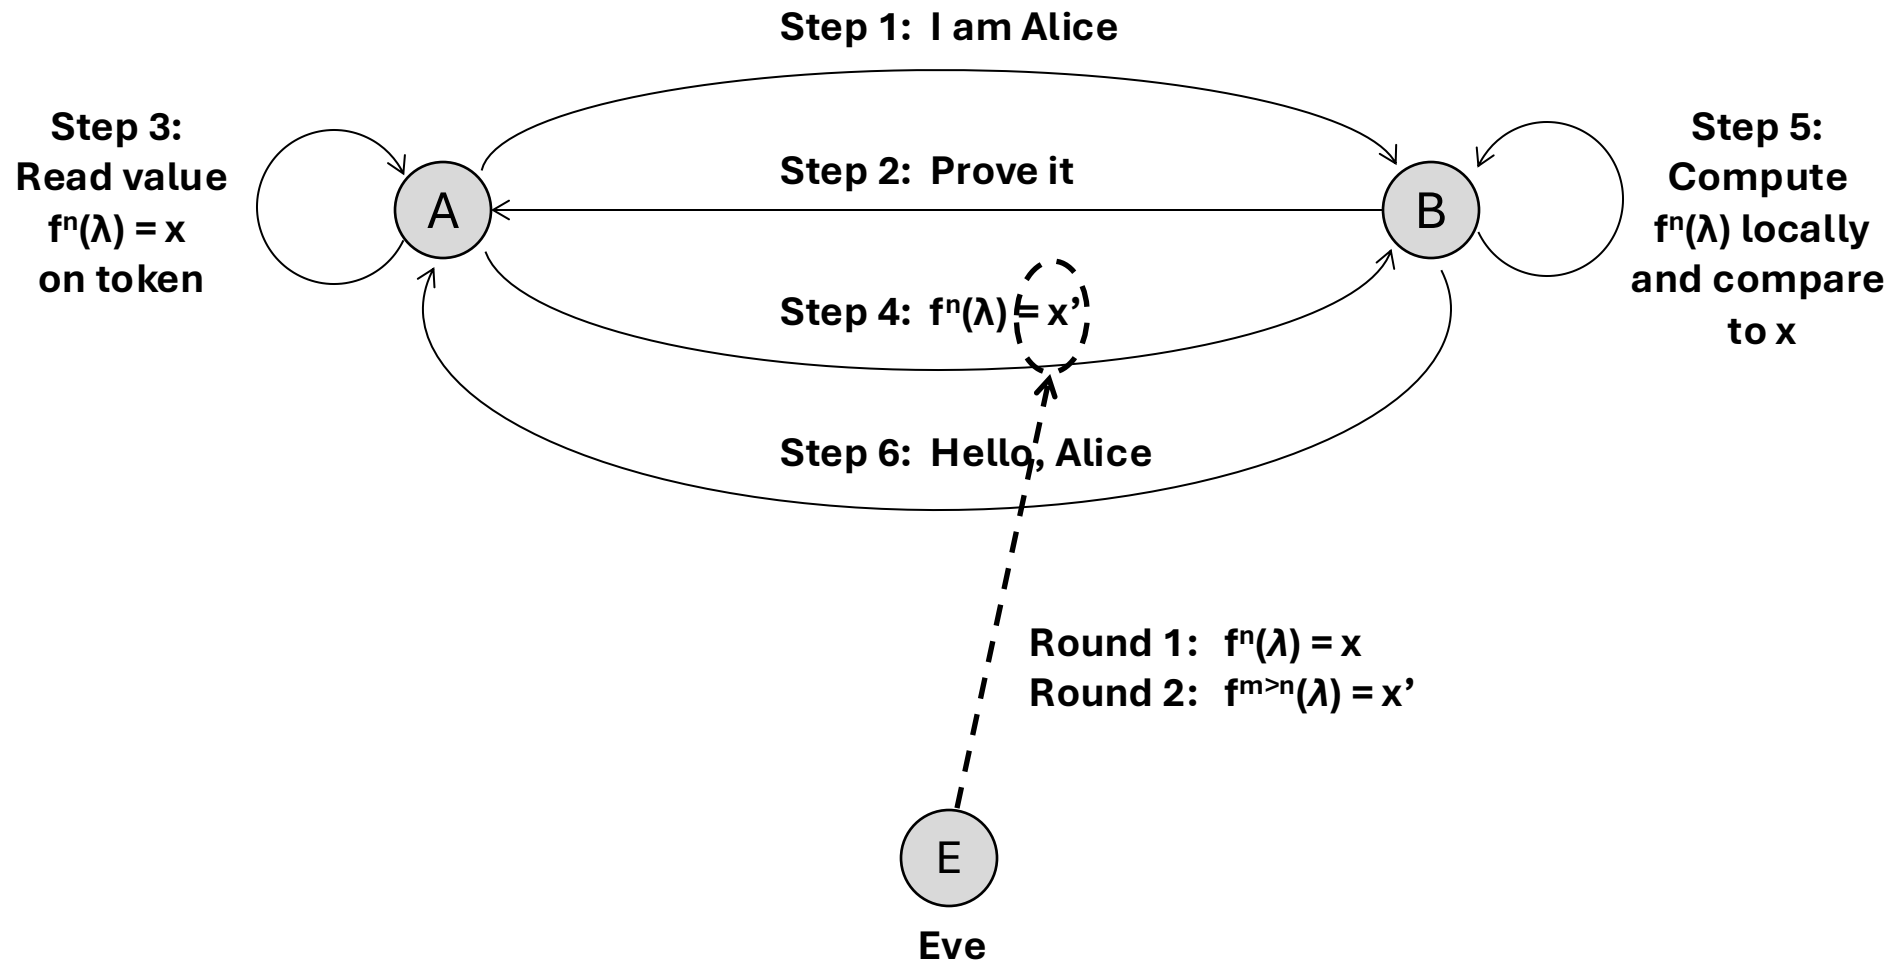 Step 1: I am Alice
Step 3:
Read value
fⁿ(λ) = x
on token
A
Step 2: Prove it
B
Step 5:
Compute
fⁿ(λ) locally
and compare
to x
Step 4: fⁿ(λ) = x’
Step 6: Hello, Alice
Round 1: fⁿ(λ) = x
Round 2: fᵐ˃ⁿ(λ) = x’
E
Eve